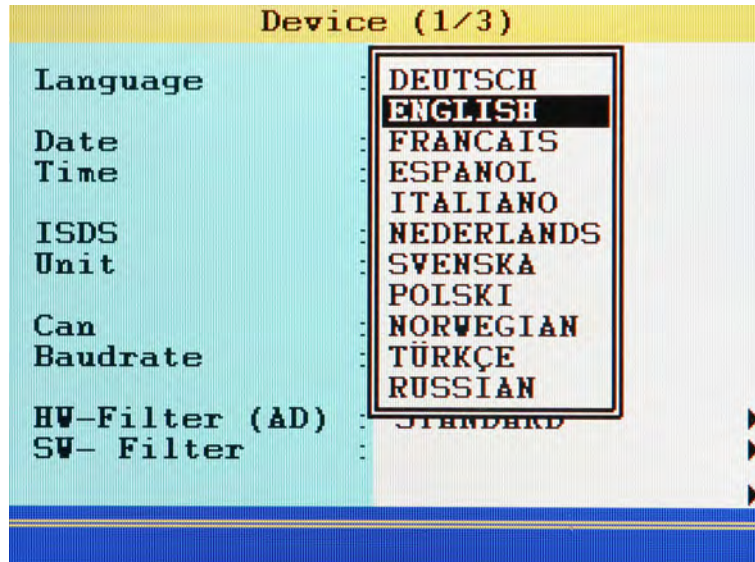 Device (1/3)
Language : DEUTSCH
ENGLISH
Date : FRANCAIS
Time : ESPANOL
ITALIANO
ISDS : NEDERLANDS
Unit : SVENSKA
POLSKI
Can : NORWEGIAN
Baudrate : TÜRKÇE
RUSSIAN
HW-Filter (AD) : STANDARD
SW- Filter :